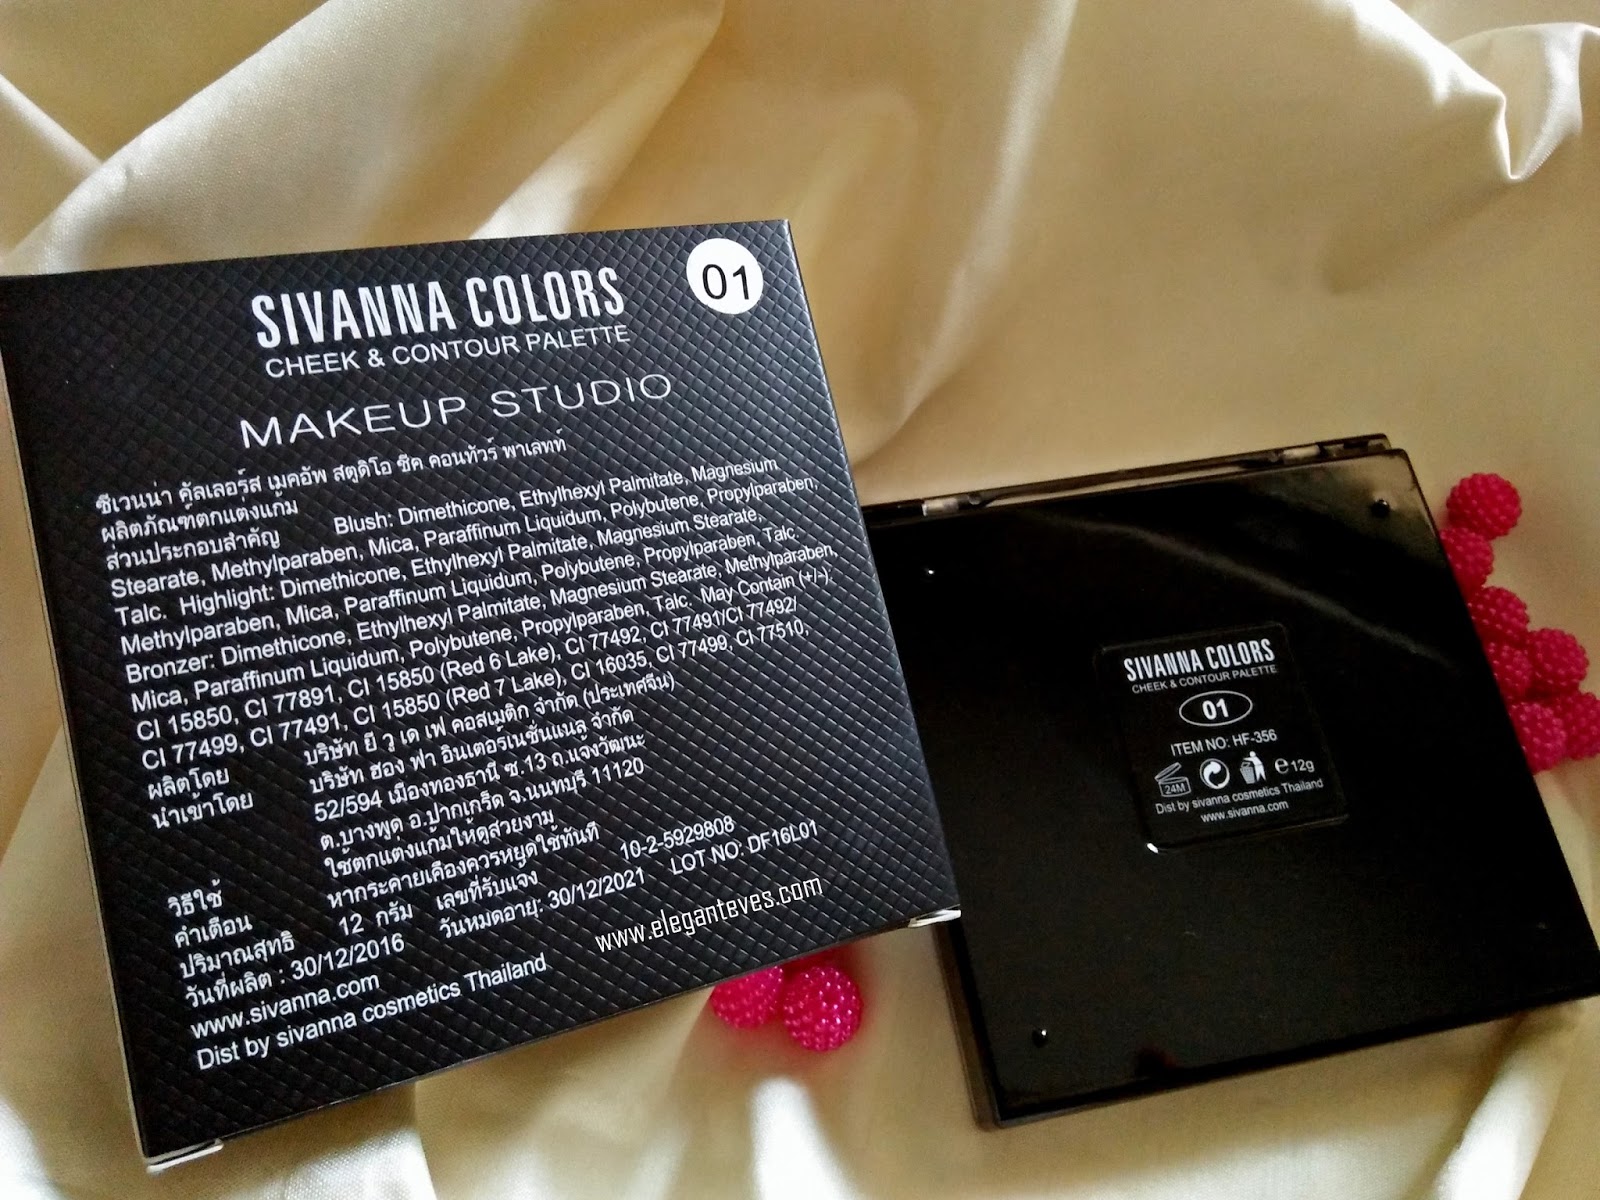 SIVANNA COLORS
01
CHEEK & CONTOUR PALETTE
MAKEUP STUDIO
ซีเวนน่า คัลเลอร์ส เมคอัพ สตูดิโอ ชีค คอนทัวร์ พาเลทท์
ผลิตภัณฑ์ตกแต่งแก้ม
ส่วนประกอบสำคัญ Blush: Dimethicone, Ethylhexyl Palmitate, Magnesium
Stearate, Methylparaben, Mica, Paraffinum Liquidum, Polybutene, Propylparaben,
Talc. Highlight: Dimethicone, Ethylhexyl Palmitate, Magnesium Stearate,
Methylparaben, Mica, Paraffinum Liquidum, Polybutene, Propylparaben, Talc.
Bronzer: Dimethicone, Ethylhexyl Palmitate, Magnesium Stearate, Methylparaben,
Mica, Paraffinum Liquidum, Polybutene, Propylparaben, Talc. May Contain (+/-):
CI 15850, CI 77891, CI 15850 (Red 6 Lake), CI 77492, CI 77491/CI 77492/
CI 77499, CI 77491, CI 15850 (Red 7 Lake), CI 16035, CI 77499, CI 77510,
ผลิตโดย บริษัท ยี วู เด เฟ คอสเมติก จำกัด (ประเทศจีน)
นำเข้าโดย บริษัท ฮอง ฟา อินเตอร์เนชั่นแนล จำกัด
52/594 เมืองทองธานี ซ.13 ถ.แจ้งวัฒนะ
ต.บางพูด อ.ปากเกร็ด จ.นนทบุรี 11120
วิธีใช้ ใช้ตกแต่งแก้มให้ดูสวยงาม
คำเตือน หากระคายเคืองควรหยุดใช้ทันที
ปริมาณสุทธิ 12 กรัม เลขที่รับแจ้ง 10-2-5929808
วันที่ผลิต : 30/12/2016 วันหมดอายุ: 30/12/2021 LOT NO: DF16L01
www.sivanna.com
Dist by sivanna cosmetics Thailand
www.eleganteves.com
SIVANNA COLORS
CHEEK & CONTOUR PALETTE
01
ITEM NO: HF-356
24M e12g
Dist by sivanna cosmetics Thailand
www.sivanna.com